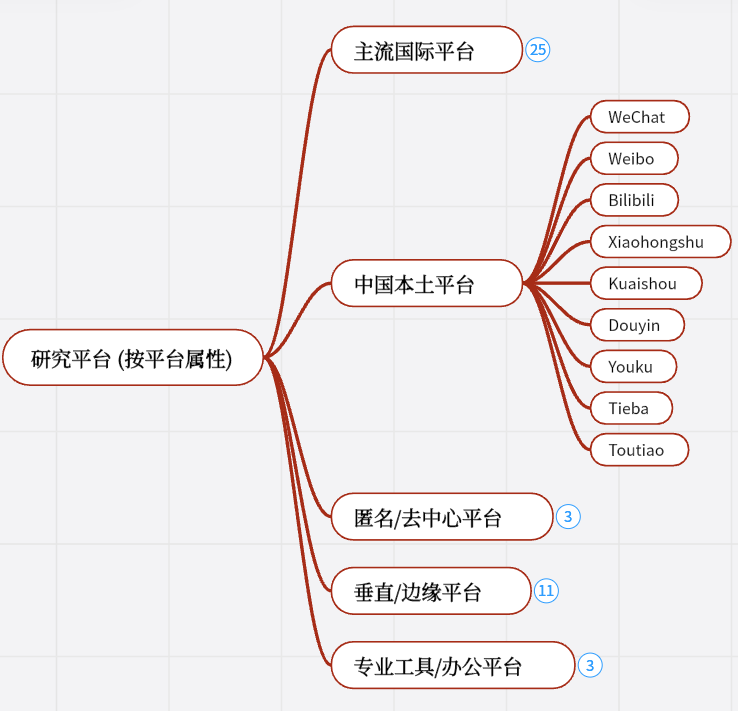 主流国际平台 25
WeChat
Weibo
Bilibili
Xiaohongshu
中国本土平台
Kuaishou
Douyin
研究平台 (按平台属性)
Youku
Tieba
Toutiao
匿名/去中心平台 3
垂直/边缘平台 11
专业工具/办公平台 3